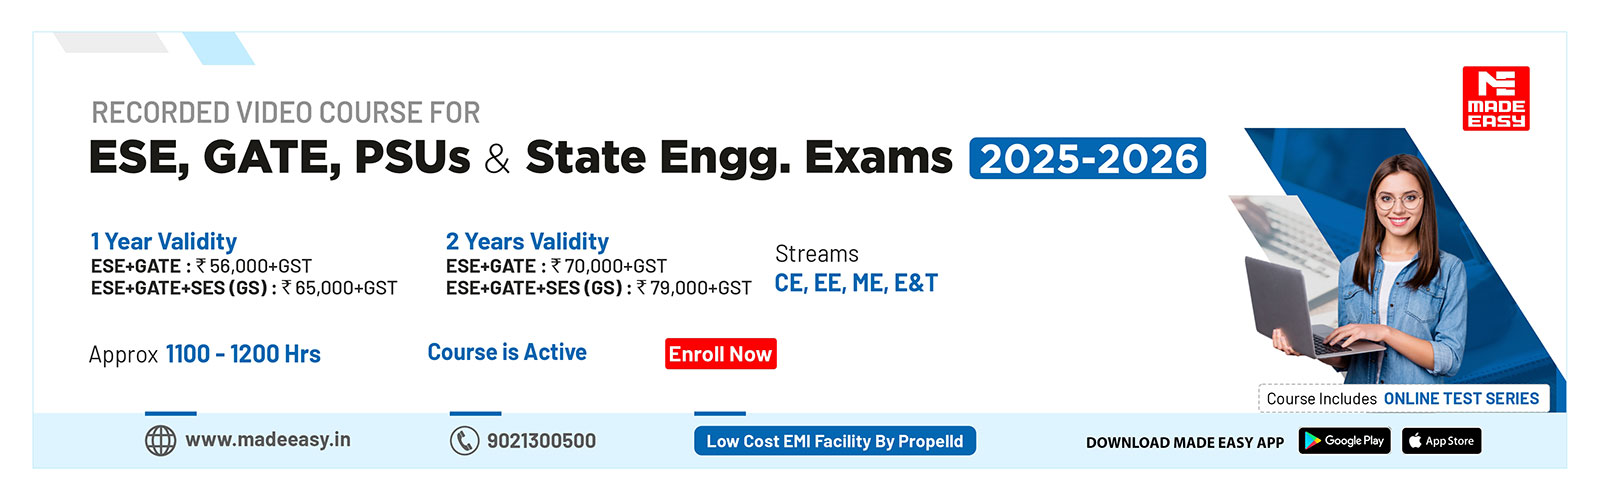 MADE
EASY
RECORDED VIDEO COURSE FOR
ESE, GATE, PSUs & State Engg. Exams 2025-2026
1 Year Validity
ESE+GATE : ₹ 56,000+GST
ESE+GATE+SES (GS) : ₹ 65,000+GST
2 Years Validity
ESE+GATE : ₹ 70,000+GST
ESE+GATE+SES (GS) : ₹ 79,000+GST
Streams
CE, EE, ME, E&T
Approx 1100 - 1200 Hrs
Course is Active
Enroll Now
Course Includes ONLINE TEST SERIES
www.madeeasy.in
9021300500
Low Cost EMI Facility By Propelld
DOWNLOAD MADE EASY APP
Google Play
App Store